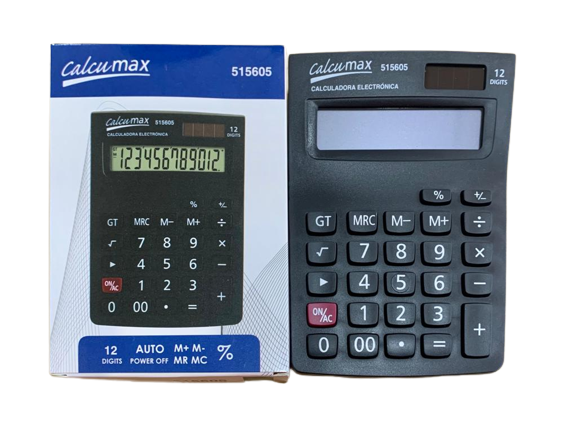 Calcumax
515605
Calcumax 515605
12
DIGITS
CALCULADORA ELECTRÓNICA
-123456789012
% +/-
GT MRC M− M+ ÷
√ 7 8 9 ×
▶ 4 5 6 −
ON/AC 1 2 3 +
0 00 . =
12 DIGITS
AUTO POWER OFF
M+ M-
MR MC
%
Calcumax 515605
12
DIGITS
CALCULADORA ELECTRÓNICA
% +/-
GT MRC M− M+ ÷
√ 7 8 9 ×
▶ 4 5 6 −
ON/AC 1 2 3 +
0 00 . =